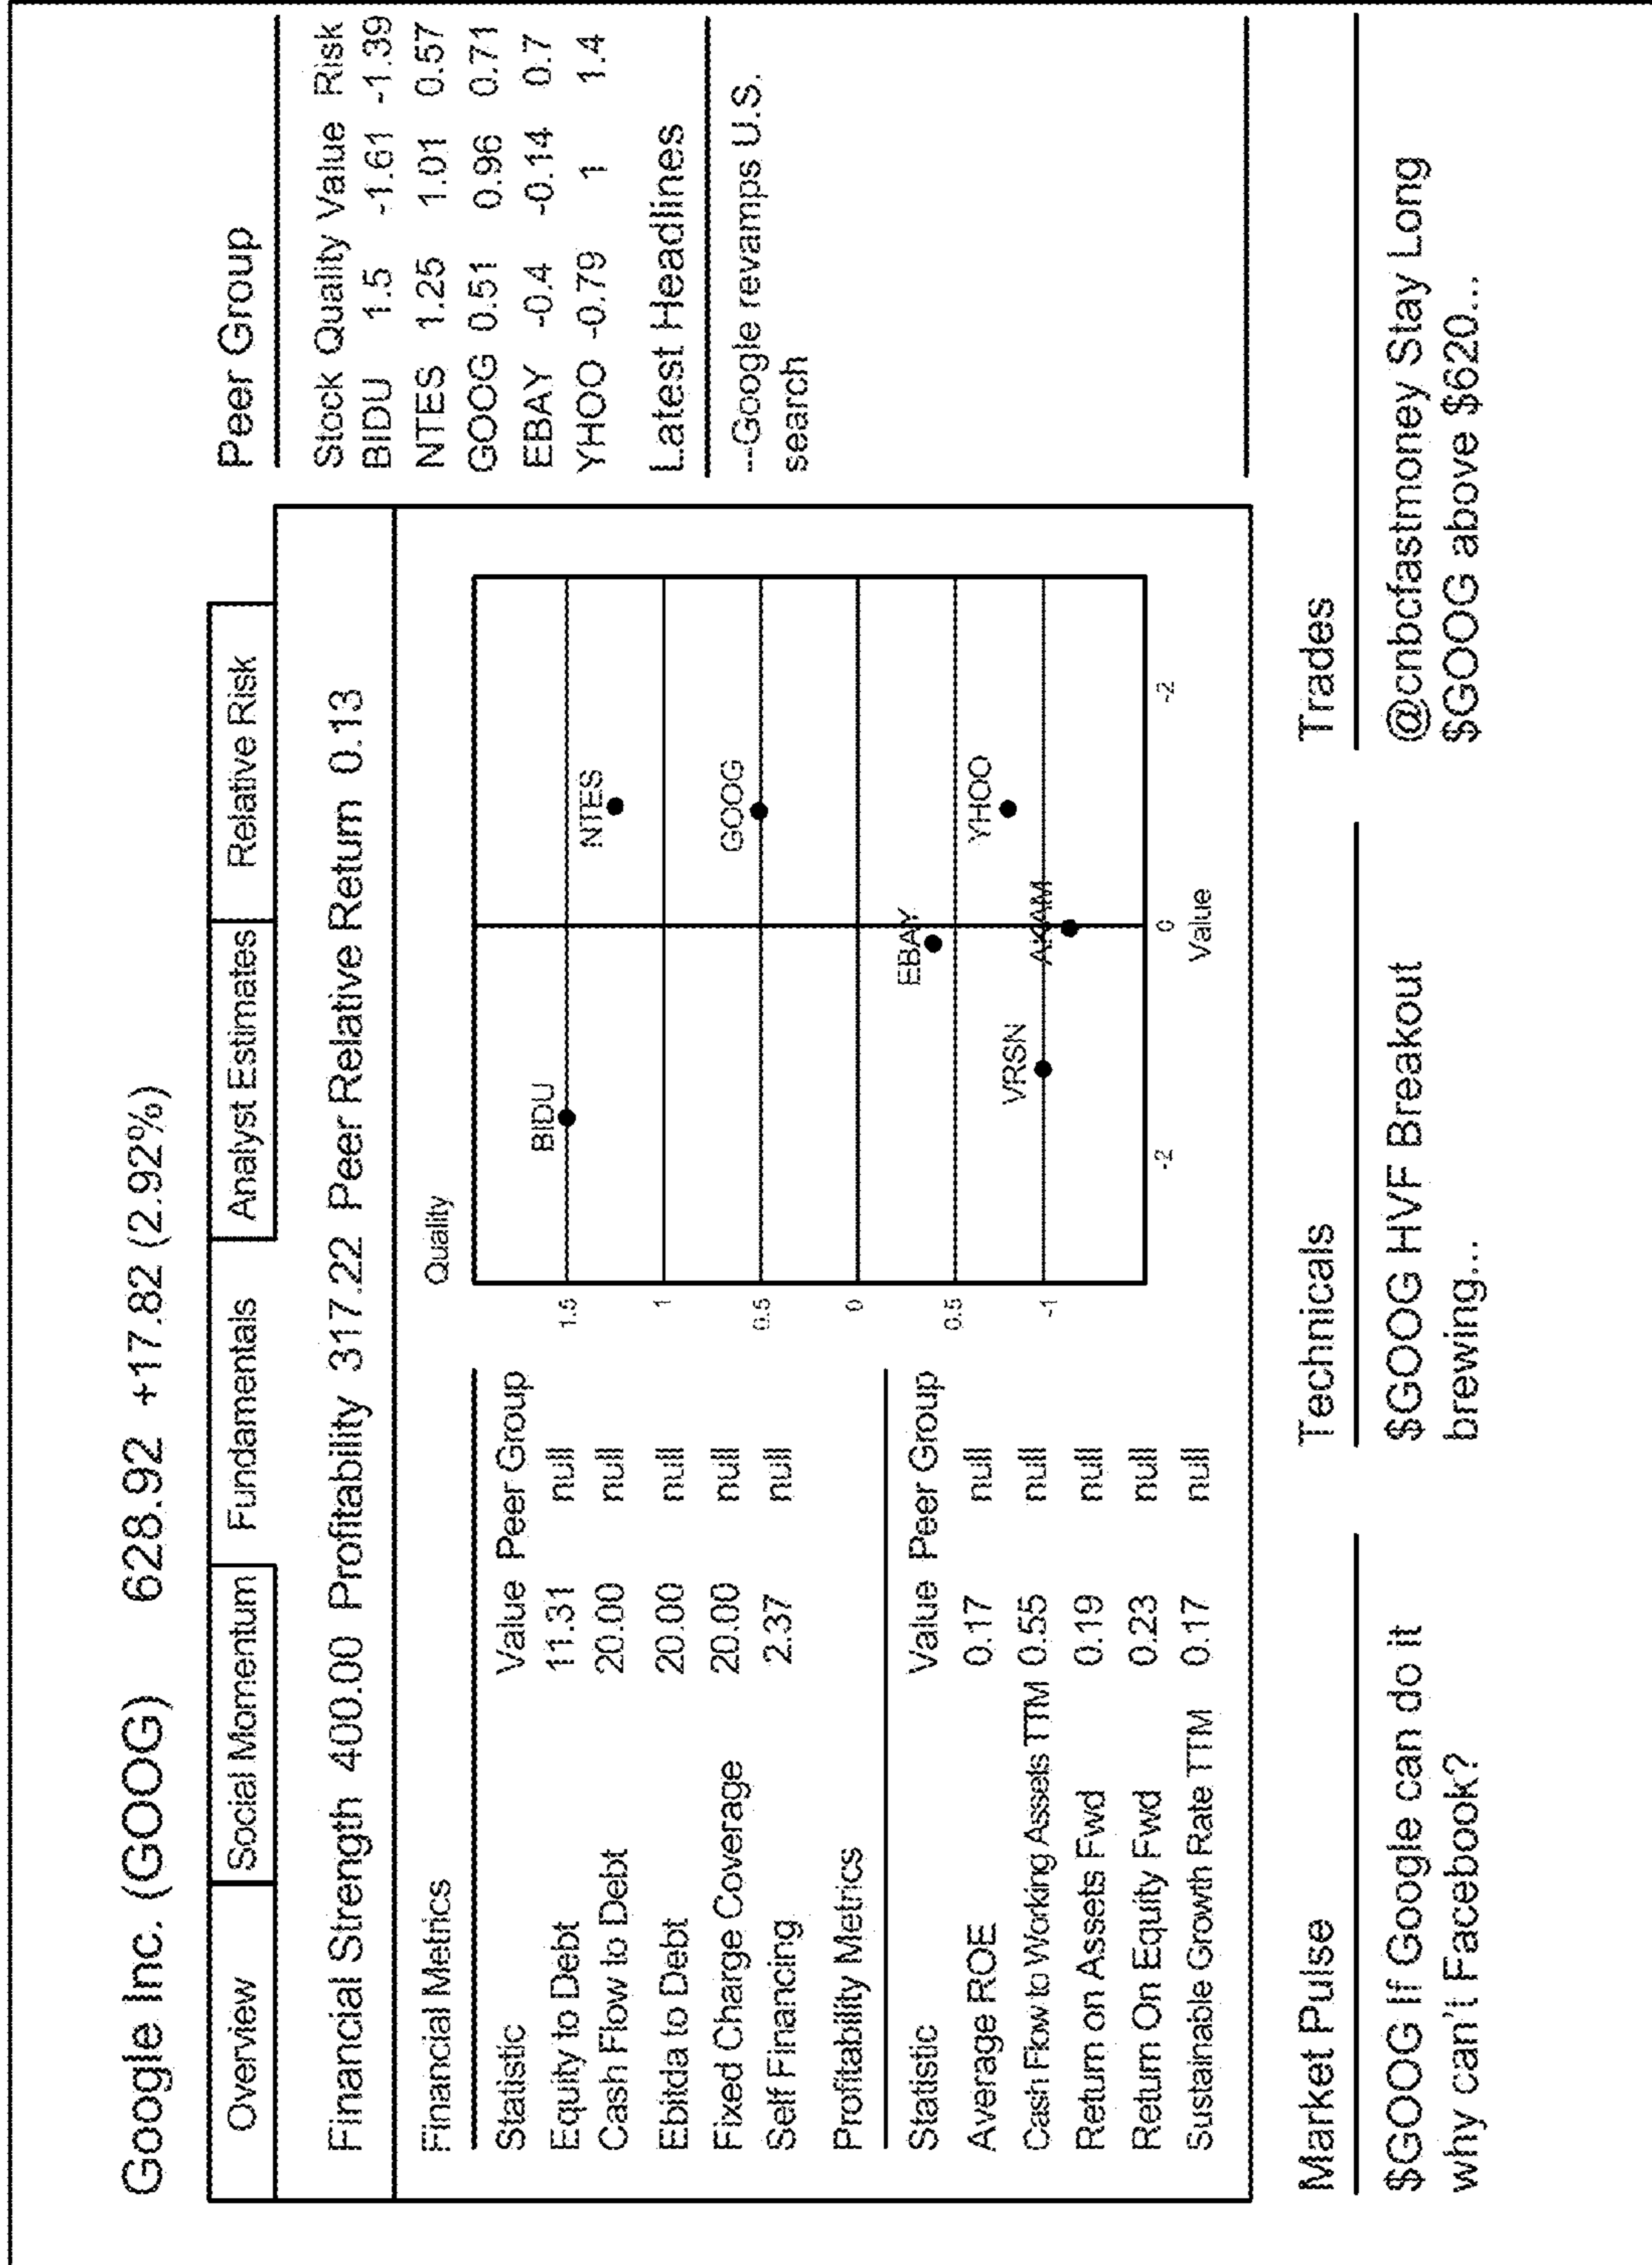 Google Inc. (GOOG) 628.92 +17.82 (2.92%)
Overview Social Momentum Fundamentals Analyst Estimates Relative Risk
Financial Strength 400.00 Profitability 317.22 Peer Relative Return 0.13
Financial Metrics
Statistic Value Peer Group
Equity to Debt 11.31 null
Cash Flow to Debt 20.00 null
Ebitda to Debt 20.00 null
Fixed Charge Coverage 20.00 null
Self Financing 2.37 null
Profitability Metrics
Statistic Value Peer Group
Average ROE 0.17 null
Cash Flow to Working Assets TTM 0.55 null
Return on Assets Fwd 0.19 null
Return On Equity Fwd 0.23 null
Sustainable Growth Rate TTM 0.17 null
Quality
1.5
1
0.5
0
0.5
-1
BIDU
NTES
GOOG
EBAY
YHOO
VRSN
AKAM
-2 0 -2
Value
Peer Group
Stock Quality Value Risk
BIDU 1.5 -1.61 -1.39
NTES 1.25 1.01 0.57
GOOG 0.51 0.96 0.71
EBAY -0.4 -0.14 0.7
YHOO -0.79 1 1.4
Latest Headlines
--Google revamps U.S.
search
Market Pulse
$GOOG If Google can do it
why can't Facebook?
Technicals
$GOOG HVF Breakout
brewing...
Trades
@cnbcfastmoney Stay Long
$GOOG above $620...